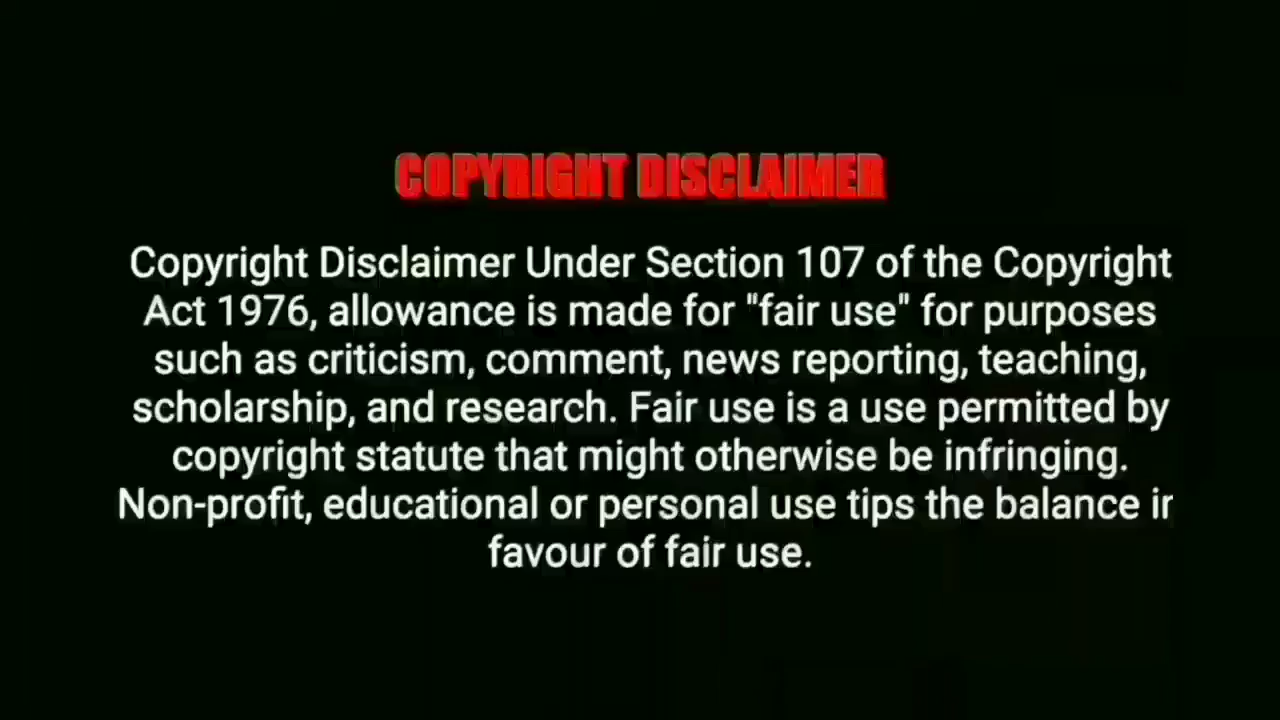 COPYRIGHT DISCLAIMER
Copyright Disclaimer Under Section 107 of the Copyright
Act 1976, allowance is made for "fair use" for purposes
such as criticism, comment, news reporting, teaching,
scholarship, and research. Fair use is a use permitted by
copyright statute that might otherwise be infringing.
Non-profit, educational or personal use tips the balance
favour of fair use.